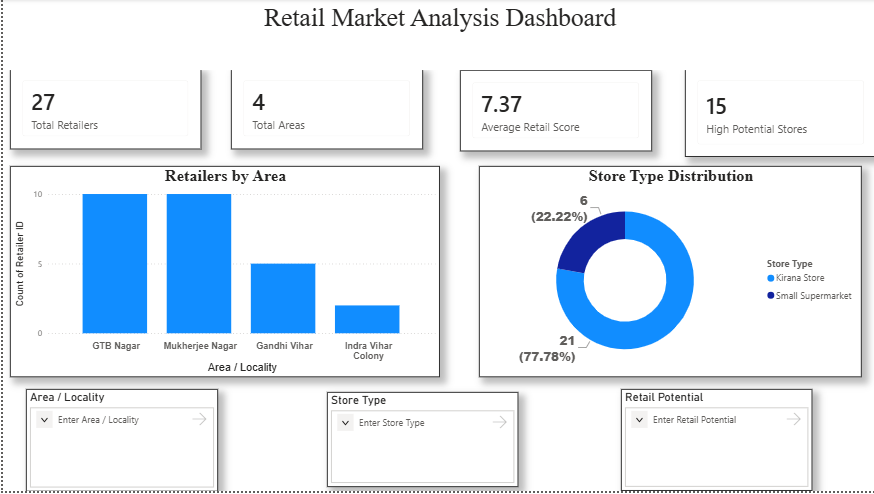 Retail Market Analysis Dashboard
27
Total Retailers
4
Total Areas
7.37
Average Retail Score
15
High Potential Stores
Retailers by Area
10
5
0
Count of Retailer ID
GTB Nagar
Mukherjee Nagar
Gandhi Vihar
Indra Vihar
Colony
Area / Locality
Store Type Distribution
6
(22.22%)
21
(77.78%)
Store Type
Kirana Store
Small Supermarket
Area / Locality
Enter Area / Locality
Store Type
Enter Store Type
Retail Potential
Enter Retail Potential